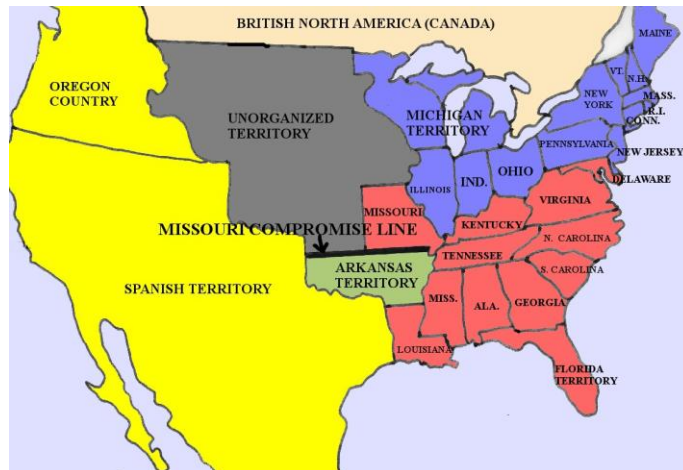 BRITISH NORTH AMERICA (CANADA)
MAINE
OREGON
COUNTRY
VT.
N.H.
UNORGANIZED
TERRITORY
MICHIGAN
TERRITORY
NEW
YORK
MASS.
R.I.
CONN.
PENNSYLVANIA
NEW JERSEY
OHIO
IND.
ILLINOIS
DELAWARE
MISSOURI
VIRGINIA
KENTUCKY
MISSOURI COMPROMISE LINE
N. CAROLINA
TENNESSEE
ARKANSAS
TERRITORY
S. CAROLINA
SPANISH TERRITORY
MISS.
ALA.
GEORGIA
LOUISIANA
FLORIDA
TERRITORY